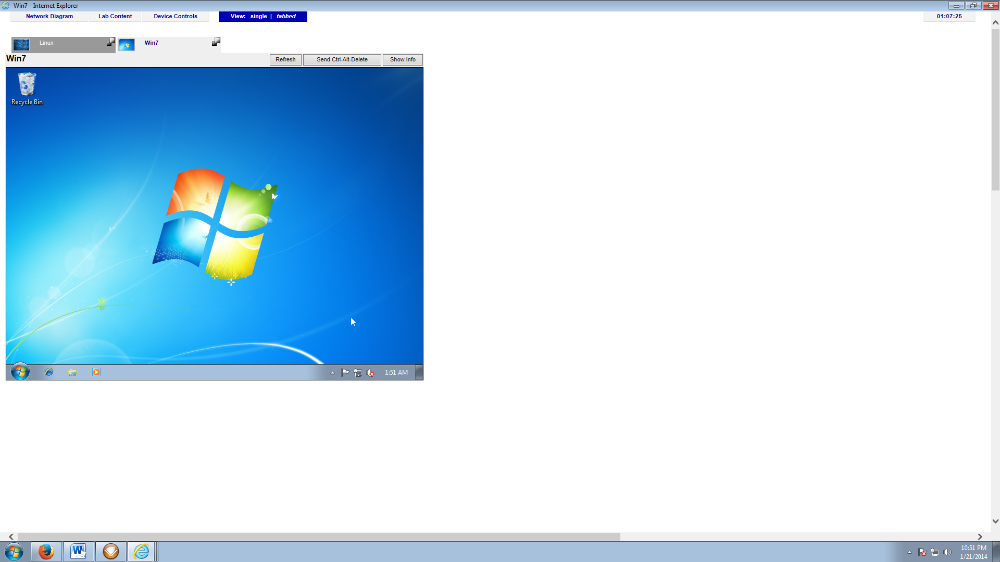 Win7 - Internet Explorer
Network Diagram Lab Content Device Controls View: single | tabbed 01:07:25
Linux Win7
Win7 Refresh Send Ctrl-Alt-Delete Show Info
Recycle Bin
1:51 AM
10:51 PM
1/21/2014